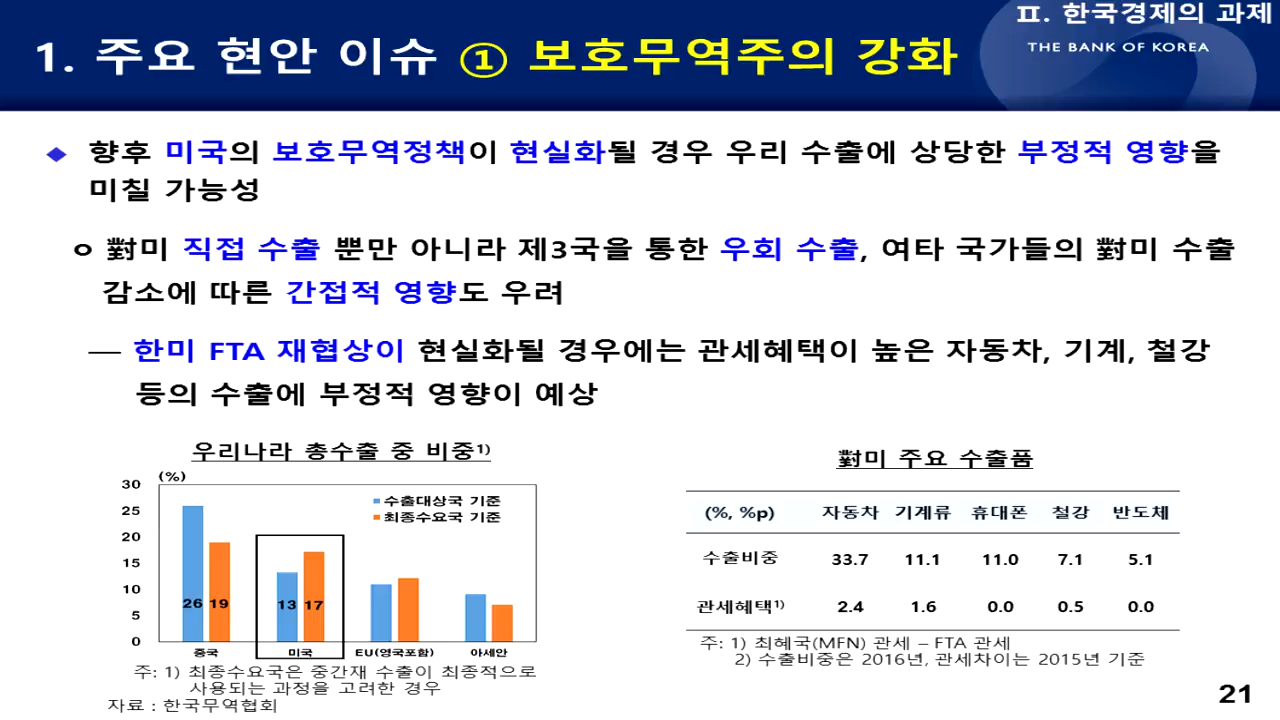 Ⅱ. 한국경제의 과제
THE BANK OF KOREA
1. 주요 현안 이슈 ① 보호무역주의 강화
◆ 향후 미국의 보호무역정책이 현실화될 경우 우리 수출에 상당한 부정적 영향을
미칠 가능성
o 對미 직접 수출 뿐만 아니라 제3국을 통한 우회 수출, 여타 국가들의 對미 수출
감소에 따른 간접적 영향도 우려
― 한미 FTA 재협상이 현실화될 경우에는 관세혜택이 높은 자동차, 기계, 철강
등의 수출에 부정적 영향이 예상
우리나라 총수출 중 비중1)
(%)
30
25
20
15
10
5
0
수출대상국 기준
최종수요국 기준
26 19 13 17
중국 미국 EU(영국포함) 아세안
주: 1) 최종수요국은 중간재 수출이 최종적으로
사용되는 과정을 고려한 경우
자료 : 한국무역협회
對미 주요 수출품
(%, %p) 자동차 기계류 휴대폰 철강 반도체
수출비중 33.7 11.1 11.0 7.1 5.1
관세혜택1) 2.4 1.6 0.0 0.5 0.0
주: 1) 최혜국(MFN) 관세 – FTA 관세
2) 수출비중은 2016년, 관세차이는 2015년 기준
21